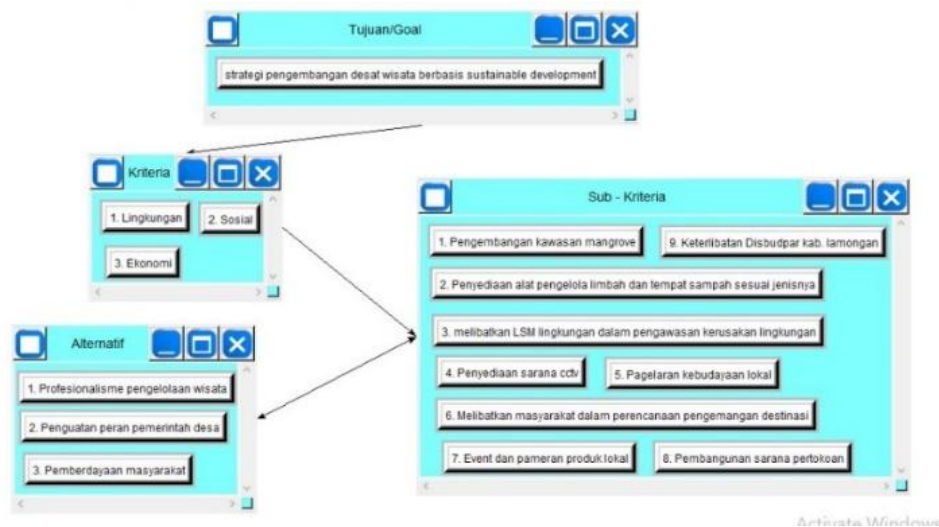 Tujuan/Goal
strategi pengembangan desat wisata berbasis sustainable development
Kriteria
1. Lingkungan
2. Sosial
3. Ekonomi
Sub - Kriteria
1. Pengembangan kawasan mangrove
9. Keterlibatan Disbudpar kab. lamongan
2. Penyediaan alat pengelola limbah dan tempat sampah sesuai jenisnya
3. melibatkan LSM lingkungan dalam pengawasan kerusakan lingkungan
4. Penyediaan sarana cctv
5. Pagelaran kebudayaan lokal
6. Melibatkan masyarakat dalam perencanaan pengemangan destinasi
7. Event dan pameran produk lokal
8. Pembangunan sarana pertokoan
Alternatif
1. Profesionalisme pengelolaan wisata
2. Penguatan peran pemerintah desa
3. Pemberdayaan masyarakat
Activate Windows